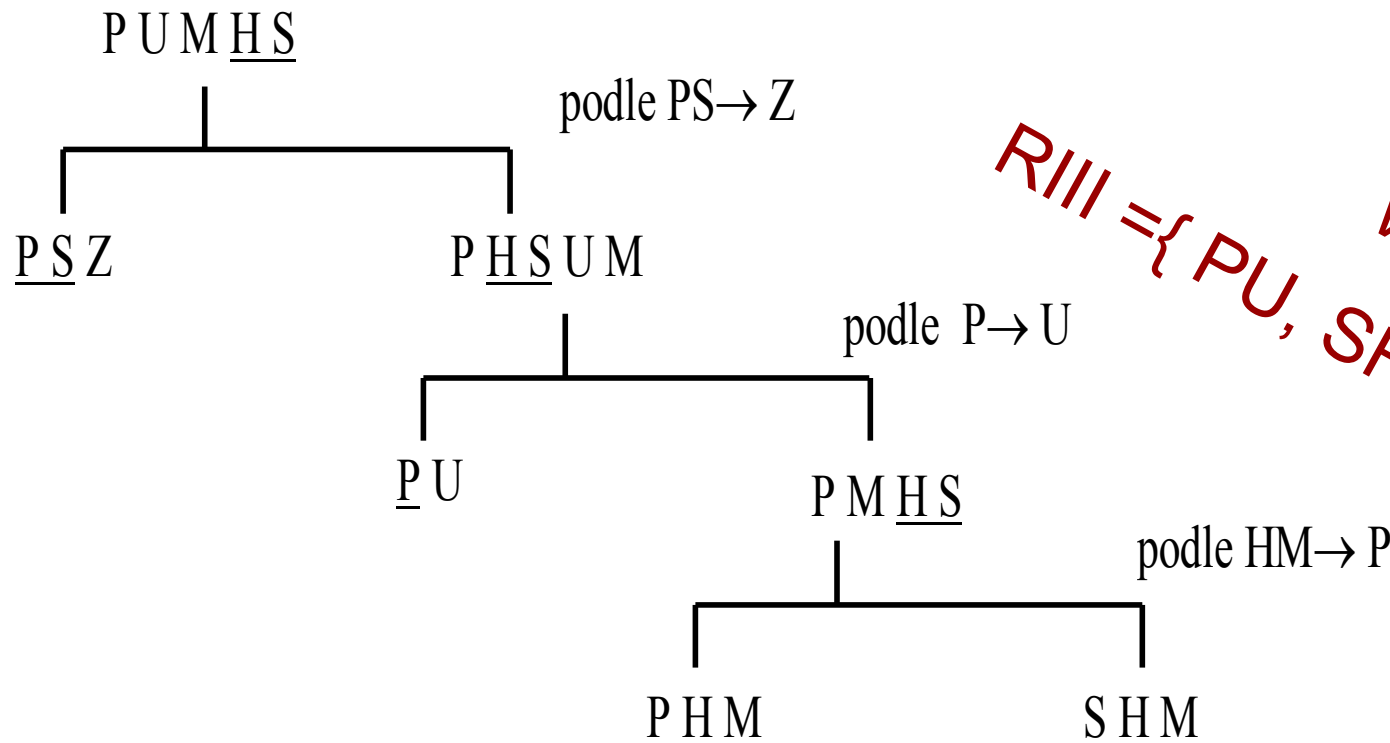 P U M H S
podle PS→ Z
RIII ={ PU,
P S Z
P H S U M
podle P→ U
P U
P M H S
podle HM→ P
P H M
S H M